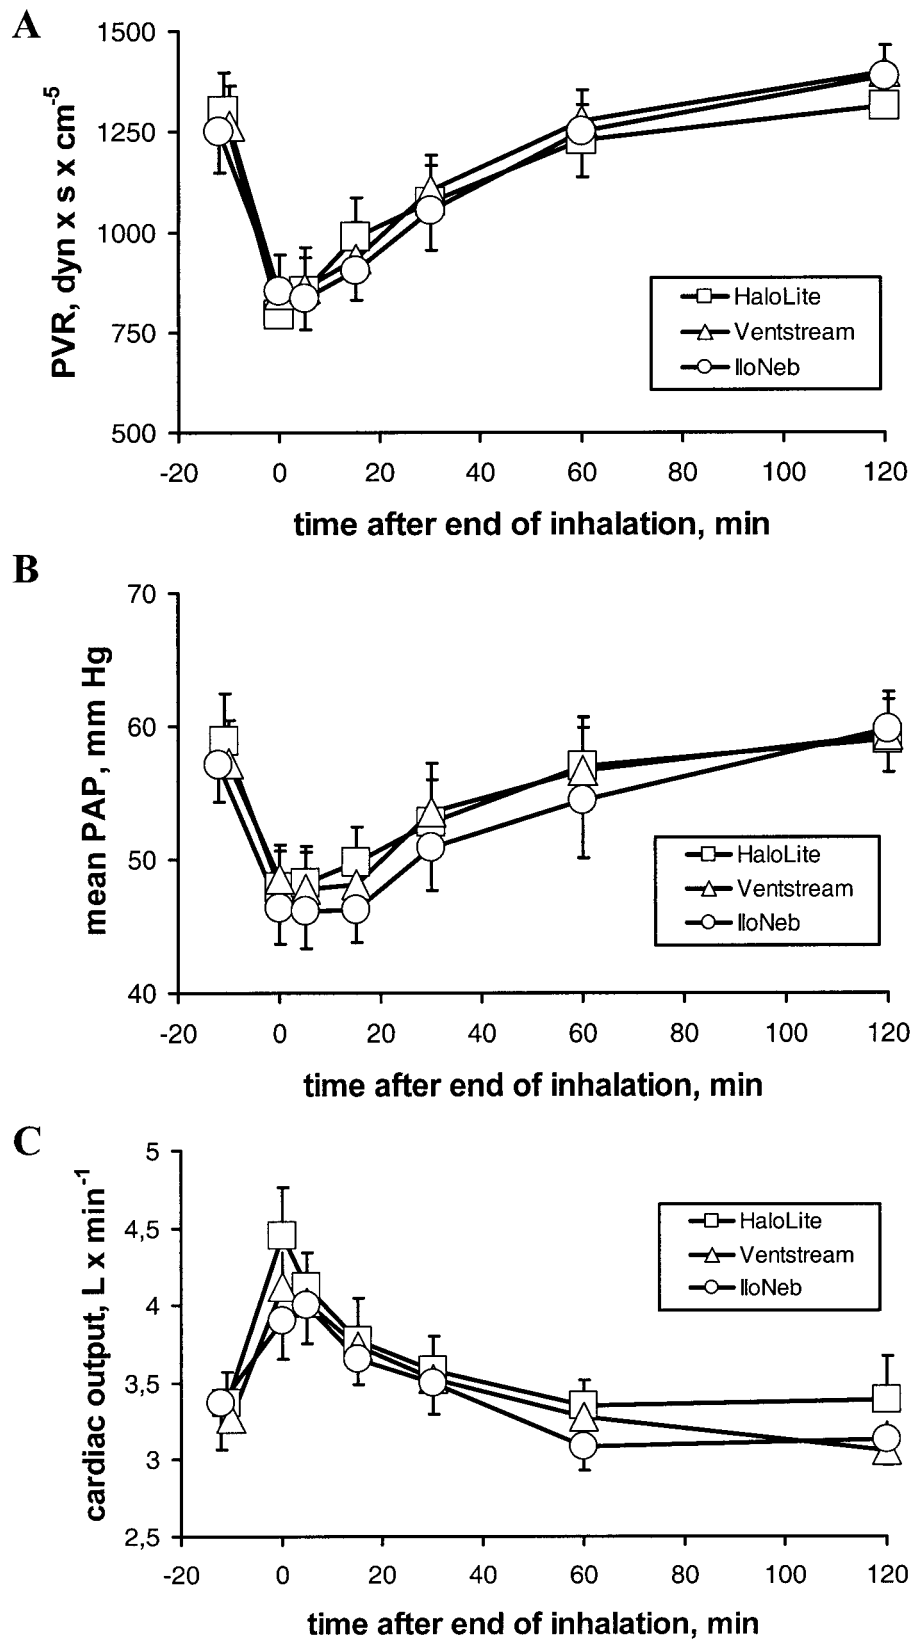 A
1500
1250
1000
750
500
PVR, dyn x s x cm-5
HaloLite
Ventstream
IloNeb
-20 0 20 40 60 80 100 120
time after end of inhalation, min
B
70
60
50
40
mean PAP, mm Hg
HaloLite
Ventstream
IloNeb
-20 0 20 40 60 80 100 120
time after end of inhalation, min
C
5
4,5
4
3,5
3
2,5
cardiac output, L x min-1
HaloLite
Ventstream
IloNeb
-20 0 20 40 60 80 100 120
time after end of inhalation, min